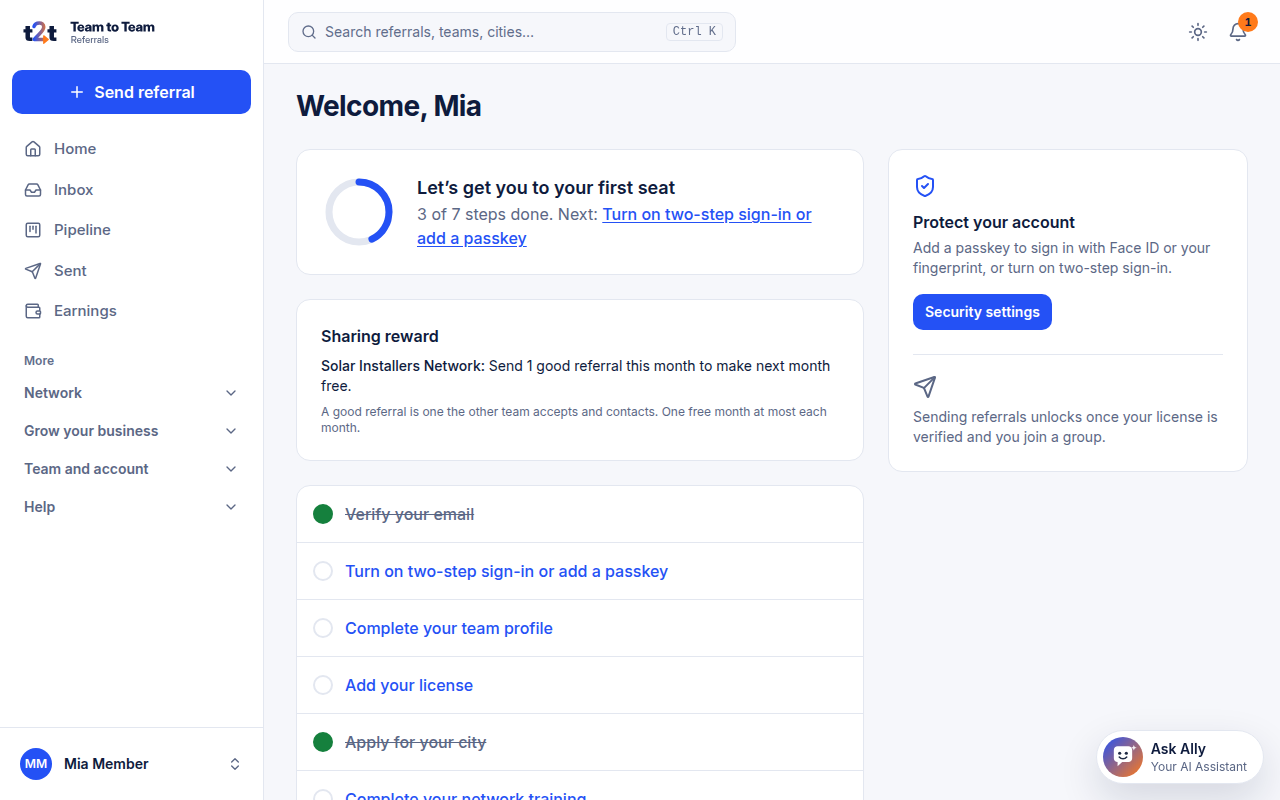 t2t Team to Team
Referrals
Send referral
Home
Inbox
Pipeline
Sent
Earnings
More
Network
Grow your business
Team and account
Help
MM Mia Member
Search referrals, teams, cities...
Ctrl K
1
Welcome, Mia
Let’s get you to your first seat
3 of 7 steps done. Next: Turn on two-step sign-in or
add a passkey
Sharing reward
Solar Installers Network: Send 1 good referral this month to make next month
free.
A good referral is one the other team accepts and contacts. One free month at most each
month.
Verify your email
Turn on two-step sign-in or add a passkey
Complete your team profile
Add your license
Apply for your city
Complete your network training
Protect your account
Add a passkey to sign in with Face ID or your
fingerprint, or turn on two-step sign-in.
Security settings
Sending referrals unlocks once your license is
verified and you join a group.
Ask Ally
Your AI Assistant